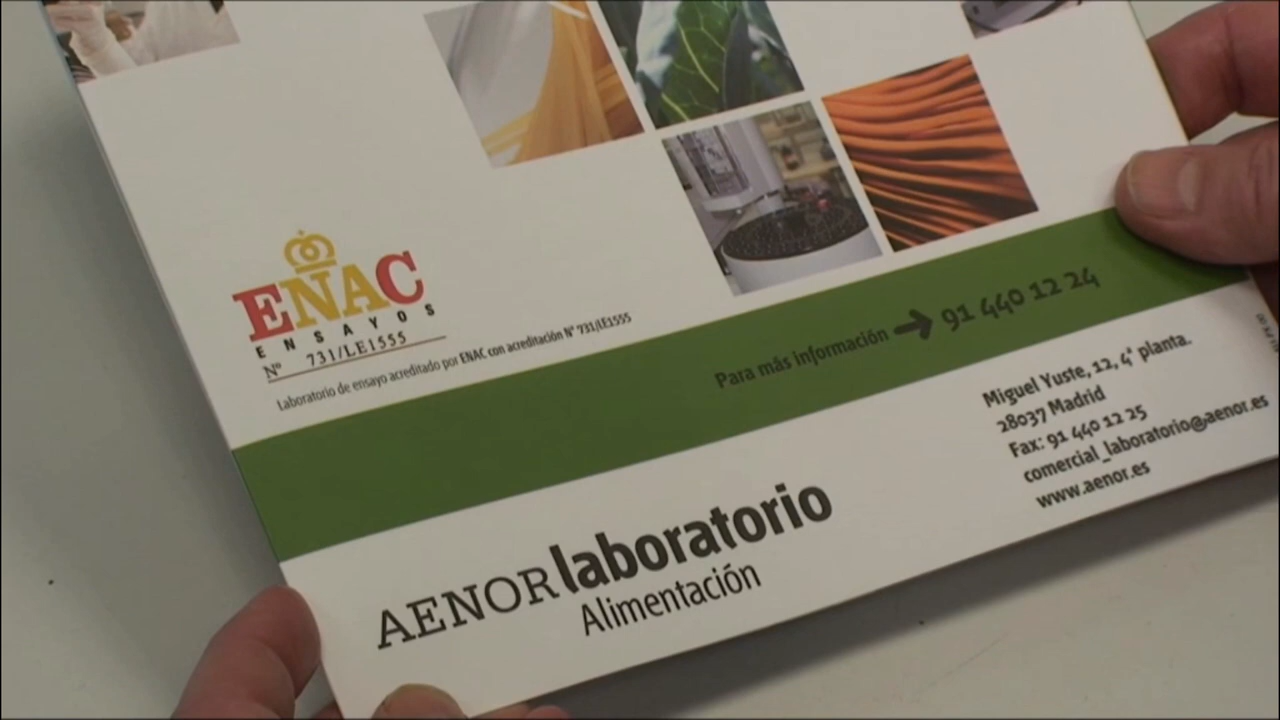 ENAC
ENSAYOS
Nº 731/LE1555
Laboratorio de ensayo acreditado por ENAC con acreditación Nº 731/LE1555
Para más información → 91 440 12 24
Miguel Yuste, 12, 4ª planta.
28037 Madrid
Fax: 91 440 12 25
comercial_laboratorio@aenor.es
www.aenor.es
AENOR laboratorio
Alimentación